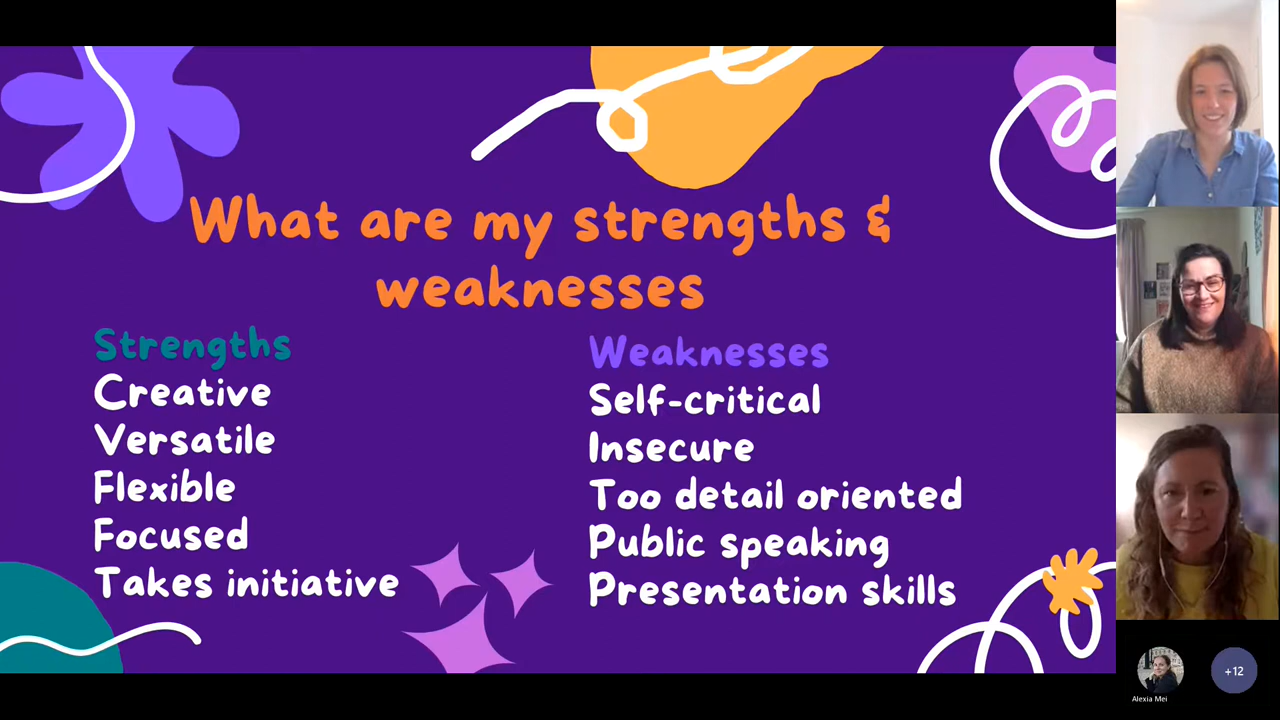 What are my strengths &
weaknesses
Strengths
Creative
Versatile
Flexible
Focused
Takes initiative
Weaknesses
Self-critical
Insecure
Too detail oriented
Public speaking
Presentation skills
Alexia Mei
+12